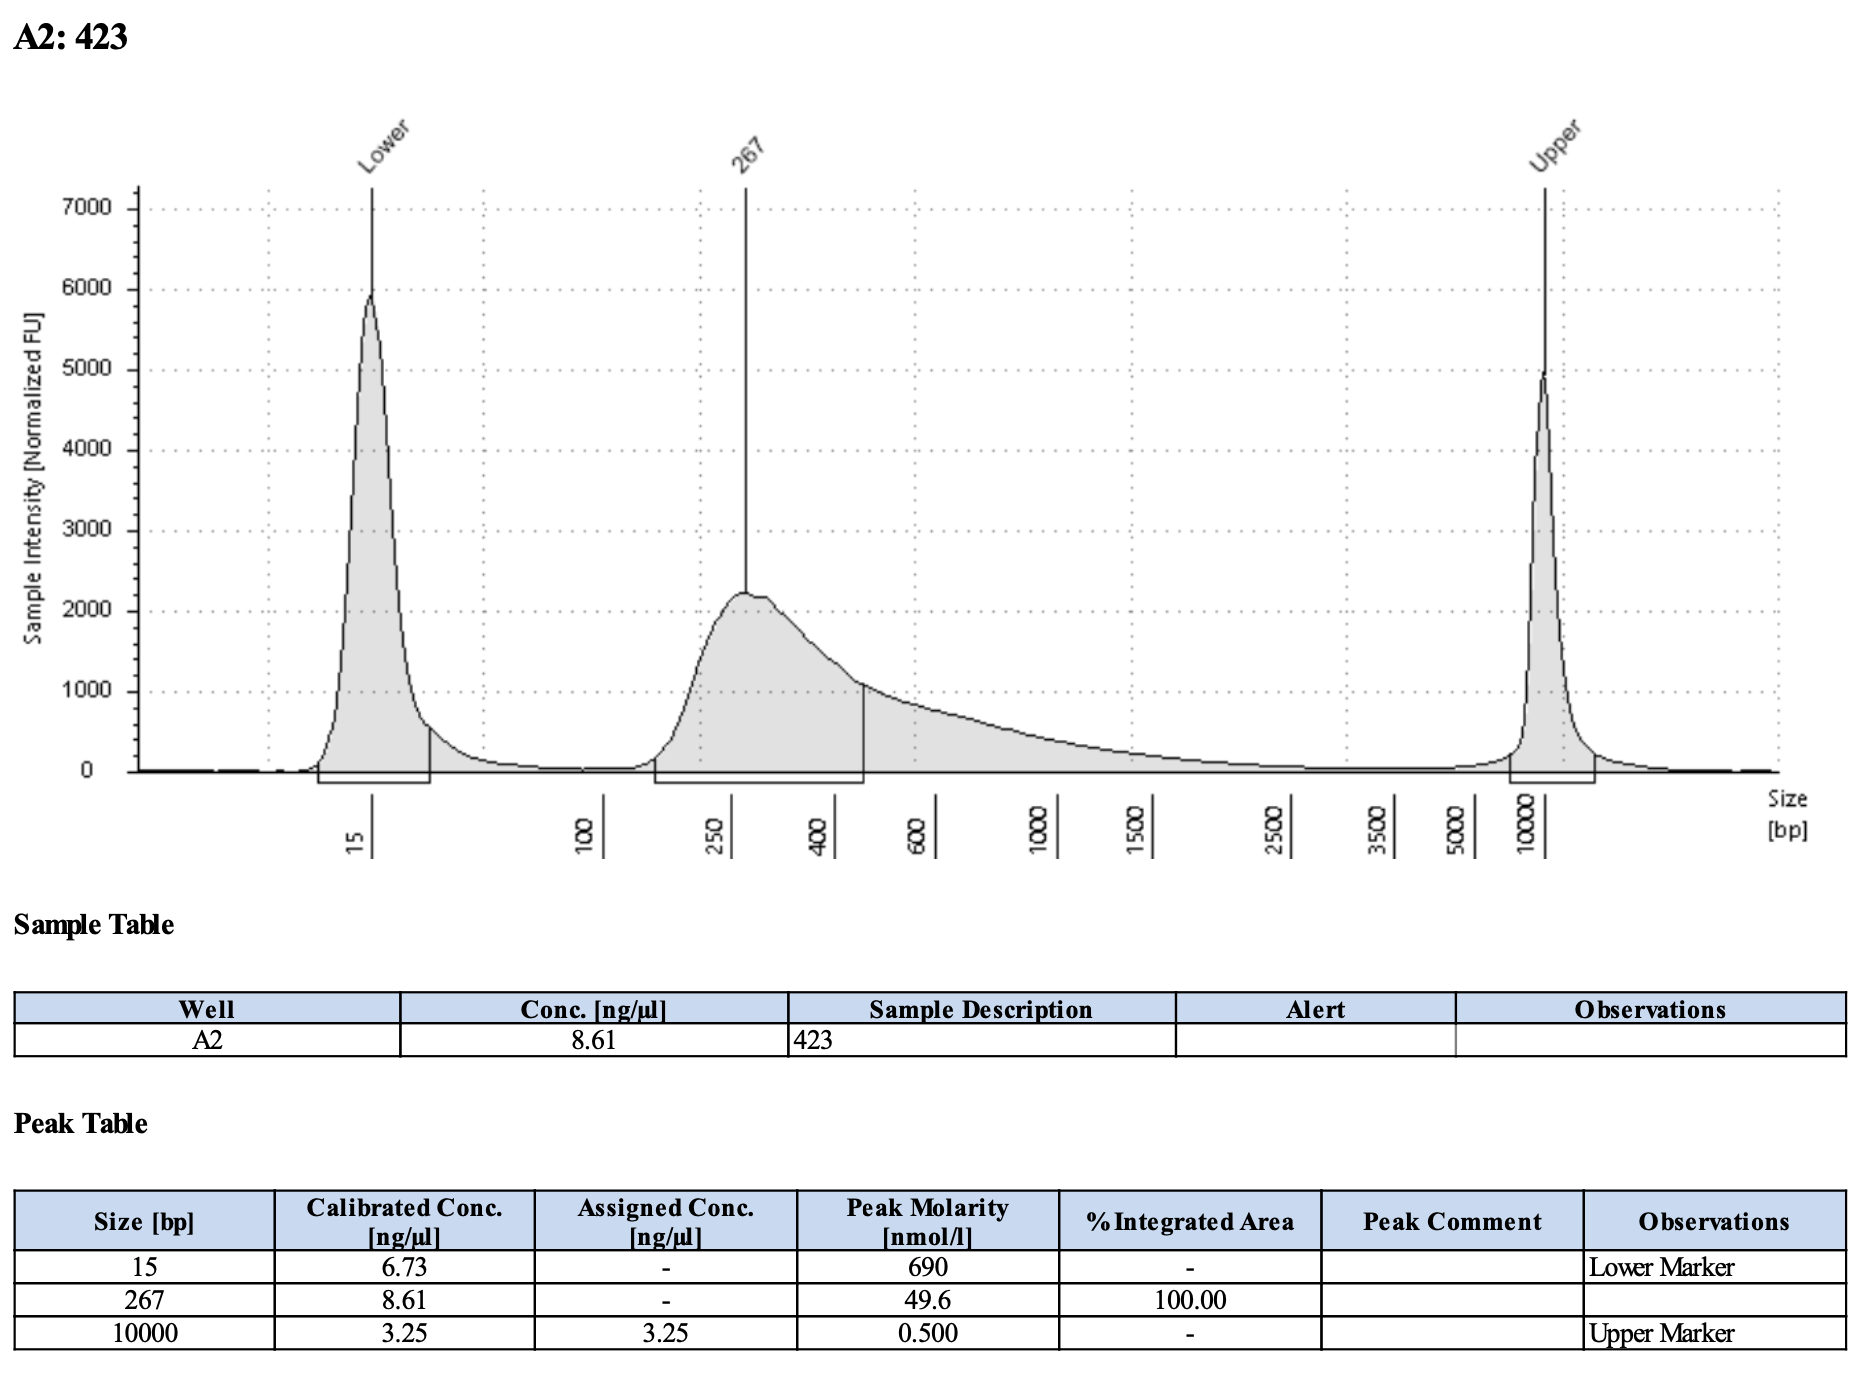 A2: 423
Lower
267
Upper
7000
6000
5000
4000
3000
2000
1000
0
Sample Intensity [Normalized FU]
15
100
250
400
600
1000
1500
2500
3500
5000
10000
Size
[bp]
Sample Table
Well Conc. [ng/µl] Sample Description Alert Observations
A2 8.61 423
Peak Table
Size [bp] Calibrated Conc. [ng/µl] Assigned Conc. [ng/µl] Peak Molarity [nmol/l] % Integrated Area Peak Comment Observations
15 6.73 - 690 - Lower Marker
267 8.61 - 49.6 100.00
10000 3.25 3.25 0.500 - Upper Marker